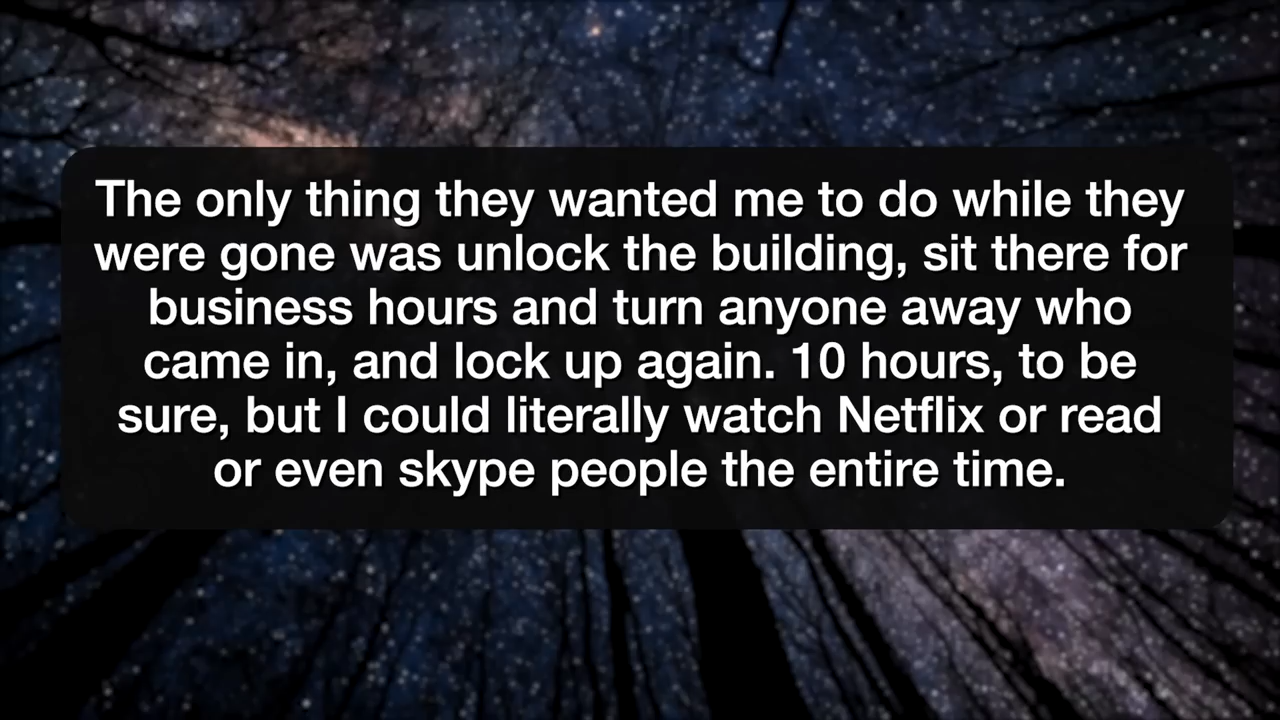 The only thing they wanted me to do while they
were gone was unlock the building, sit there for
business hours and turn anyone away who
came in, and lock up again. 10 hours, to be
sure, but I could literally watch Netflix or read
or even skype people the entire time.